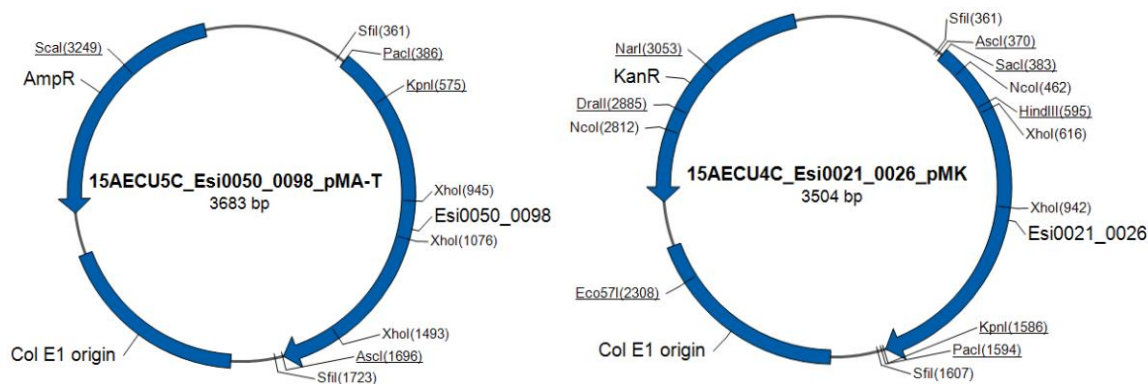 SfiI(361)
PacI(386)
KpnI(575)
ScaI(3249)
AmpR
15AECU5C_Esi0050_0098_pMA-T
3683 bp
XhoI(945)
Esi0050_0098
XhoI(1076)
XhoI(1493)
AscI(1696)
SfiI(1723)
Col E1 origin
SfiI(361)
AscI(370)
SacI(383)
NcoI(462)
HindIII(595)
XhoI(616)
NarI(3053)
KanR
DraII(2885)
NcoI(2812)
15AECU4C_Esi0021_0026_pMK
3504 bp
XhoI(942)
Esi0021_0026
Eco57I(2308)
KpnI(1586)
PacI(1594)
SfiI(1607)
Col E1 origin